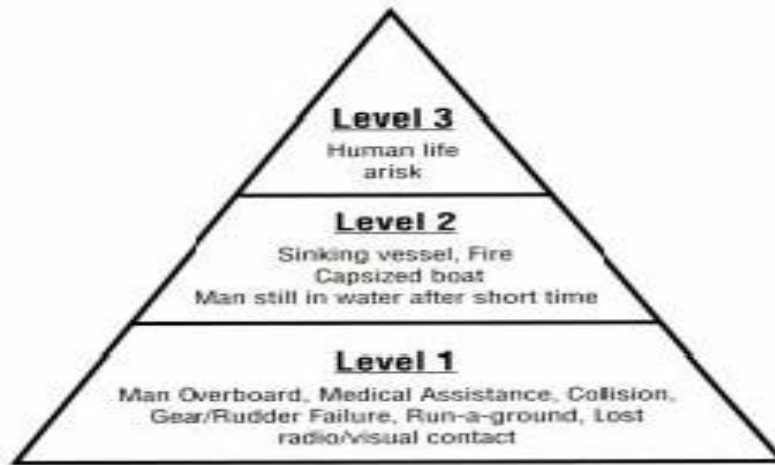 Level 3
Human life
arisk
Level 2
Sinking vessel, Fire
Capsized boat
Man still in water after short time
Level 1
Man Overboard, Medical Assistance, Collision,
Gear/Rudder Failure, Run-a-ground, Lost
radio/visual contact